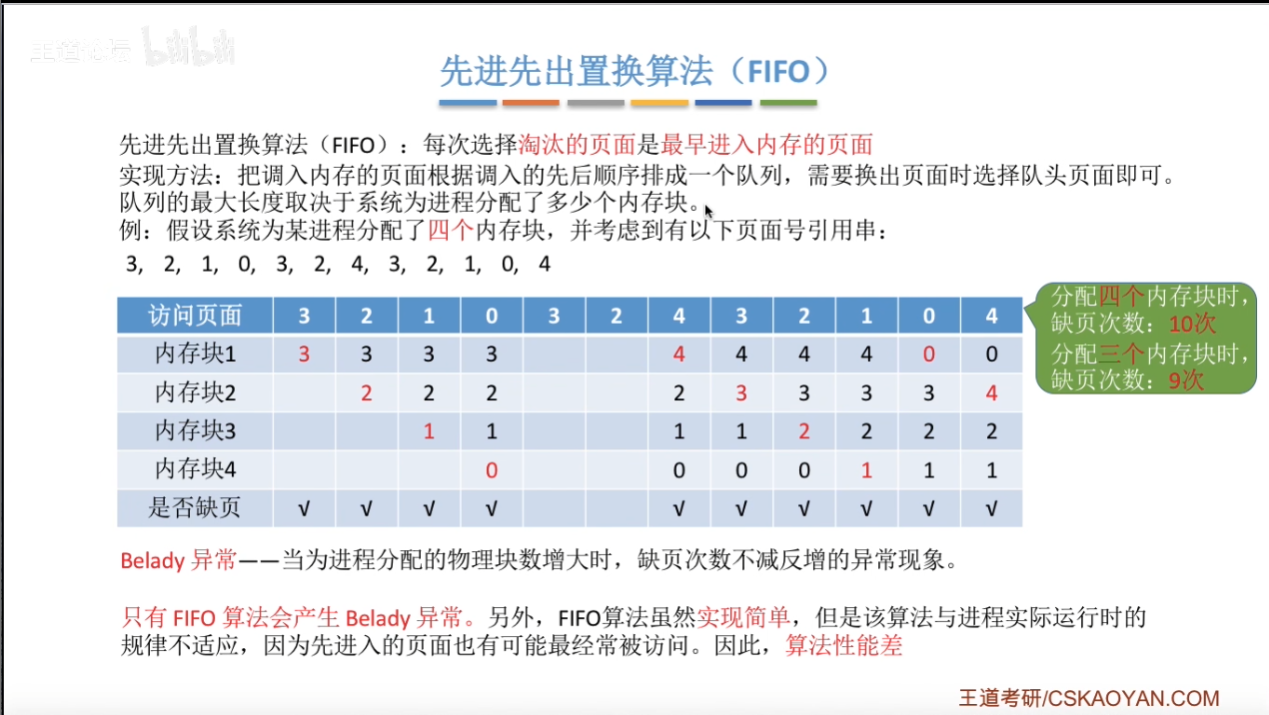 王道论坛 bilibili
先进先出置换算法（FIFO）
先进先出置换算法（FIFO）：每次选择淘汰的页面是最早进入内存的页面
实现方法：把调入内存的页面根据调入的先后顺序排成一个队列，需要换出页面时选择队头页面即可。
队列的最大长度取决于系统为进程分配了多少个内存块。
例：假设系统为某进程分配了四个内存块，并考虑到有以下页面号引用串：
3, 2, 1, 0, 3, 2, 4, 3, 2, 1, 0, 4
访问页面 3 2 1 0 3 2 4 3 2 1 0 4
内存块1 3 3 3 3 4 4 4 4 0 0
内存块2 2 2 2 2 3 3 3 3 4
内存块3 1 1 1 1 2 2 2 2
内存块4 0 0 0 0 1 1 1
是否缺页 √ √ √ √ √ √ √ √ √ √
分配四个内存块时，
缺页次数：10次
分配三个内存块时，
缺页次数：9次
Belady 异常——当为进程分配的物理块数增大时，缺页次数不减反增的异常现象。
只有 FIFO 算法会产生 Belady 异常。另外，FIFO算法虽然实现简单，但是该算法与进程实际运行时的
规律不适应，因为先进入的页面也有可能最经常被访问。因此，算法性能差
王道考研/CSKAOYAN.COM